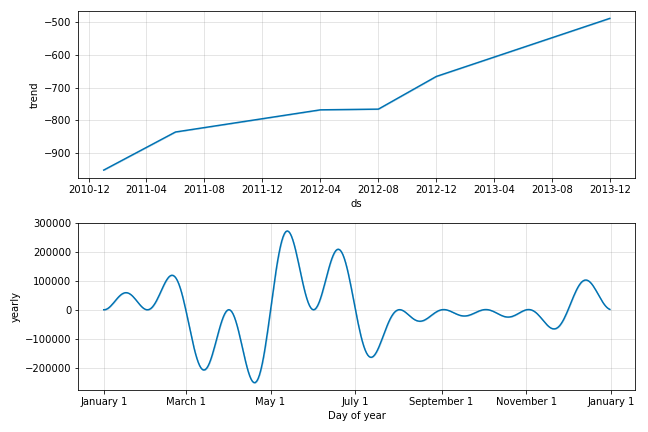 −500
−600
−700
−800
−900
trend
2010-12 2011-04 2011-08 2011-12 2012-04 2012-08 2012-12 2013-04 2013-08 2013-12
ds
300000
200000
100000
0
−100000
−200000
yearly
January 1 March 1 May 1 July 1 September 1 November 1 January 1
Day of year